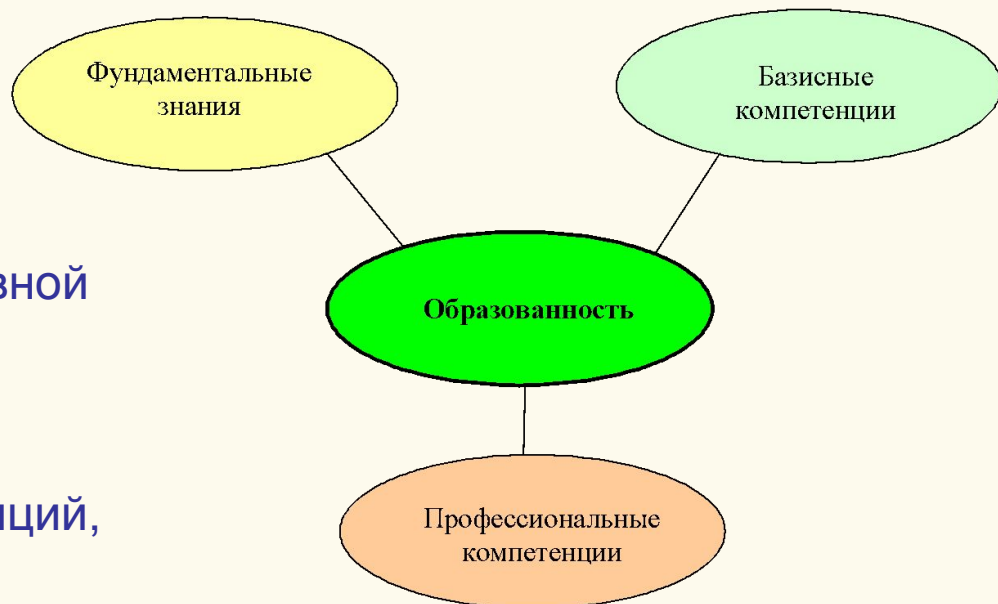 Фундаментальные
знания
Базисные
компетенции
зной
Образованность
Профессиональные
компетенции
ций,